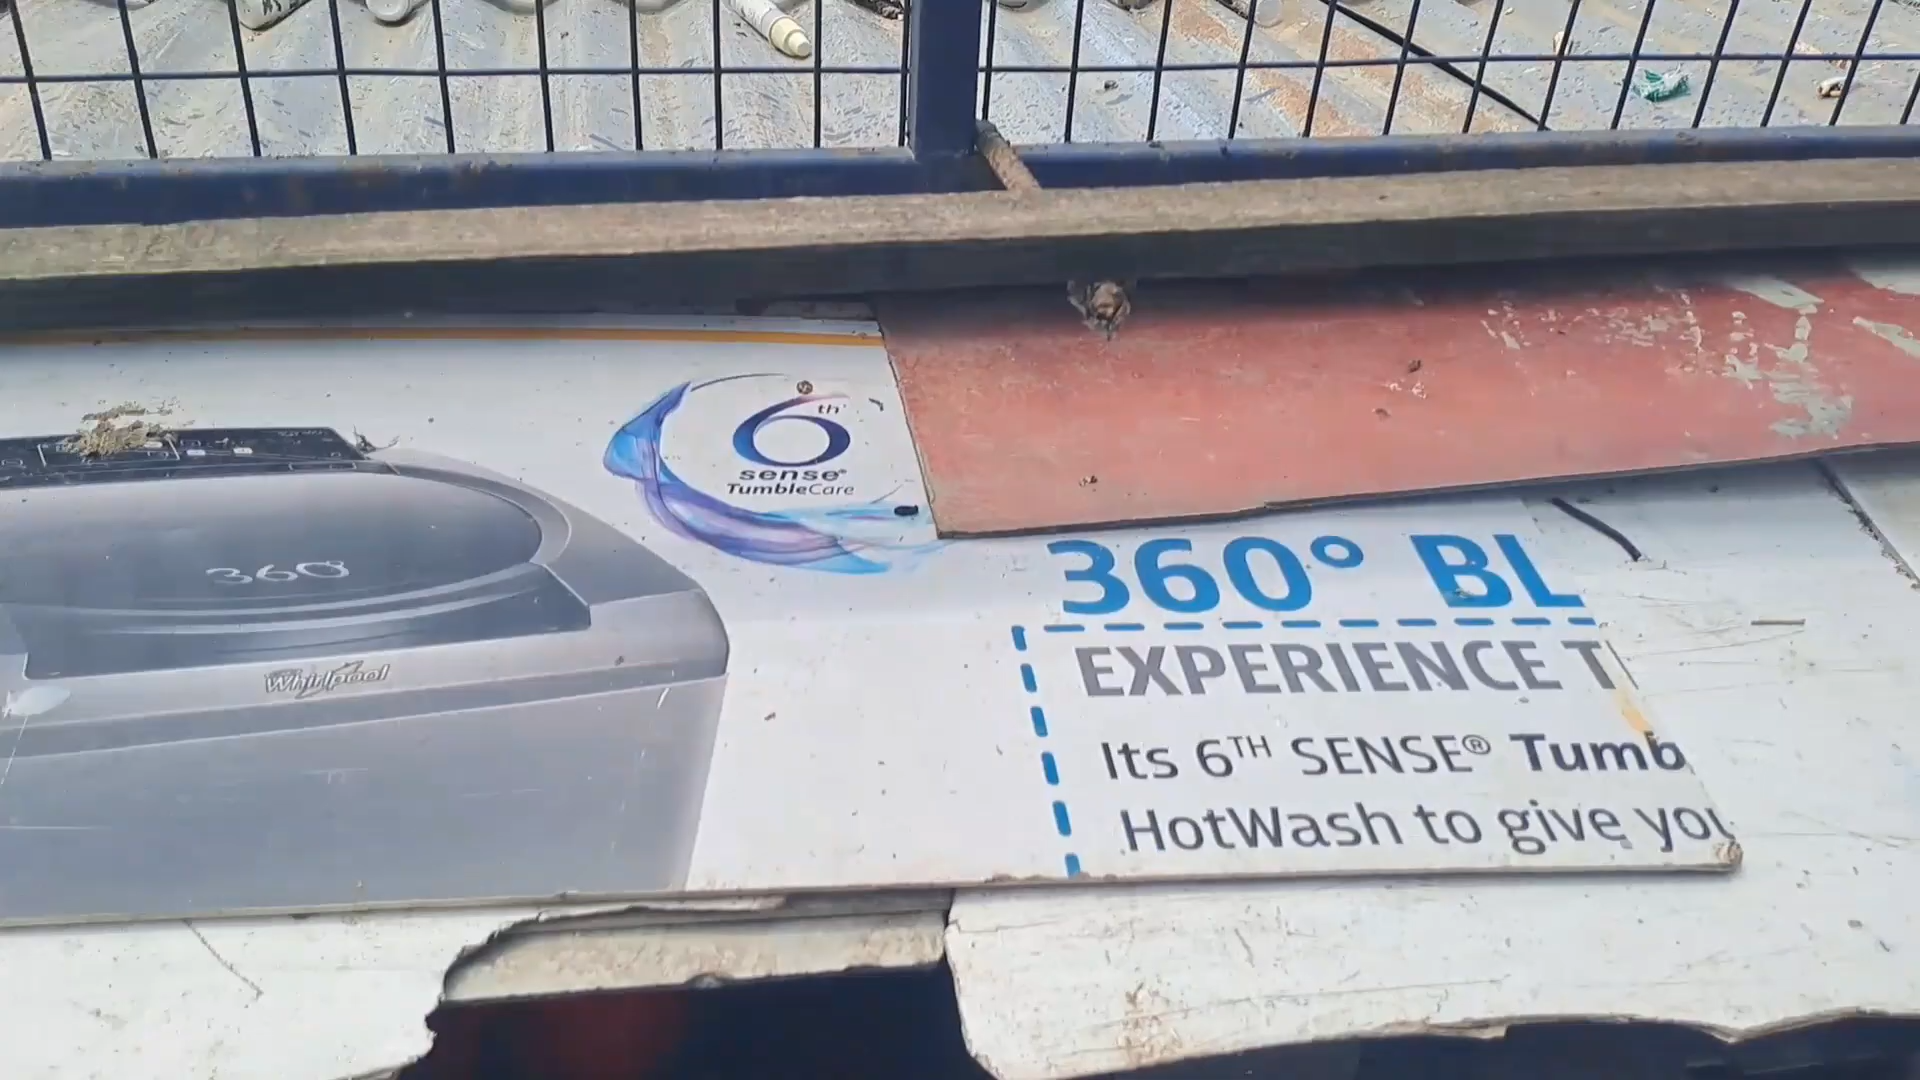 6th
sense®
TumbleCare
360
Whirlpool
360° BL
EXPERIENCE T
Its 6TH SENSE® Tumb
HotWash to give you